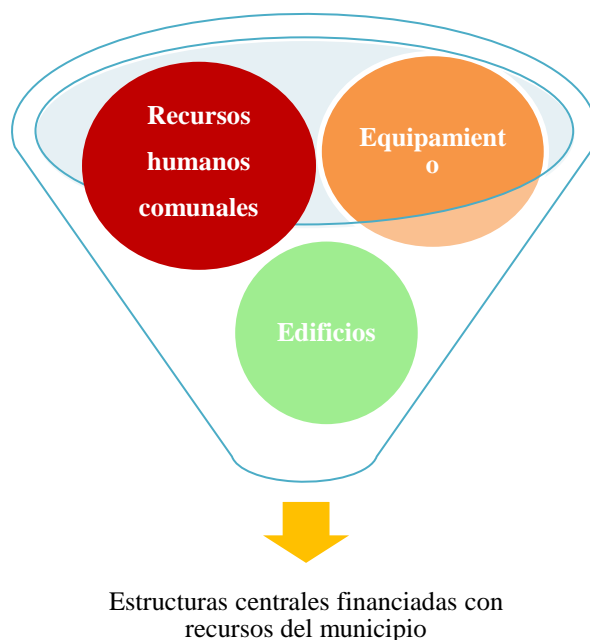 Recursos
humanos
comunales
Equipamient
o
Edificios
Estructuras centrales financiadas con
recursos del municipio